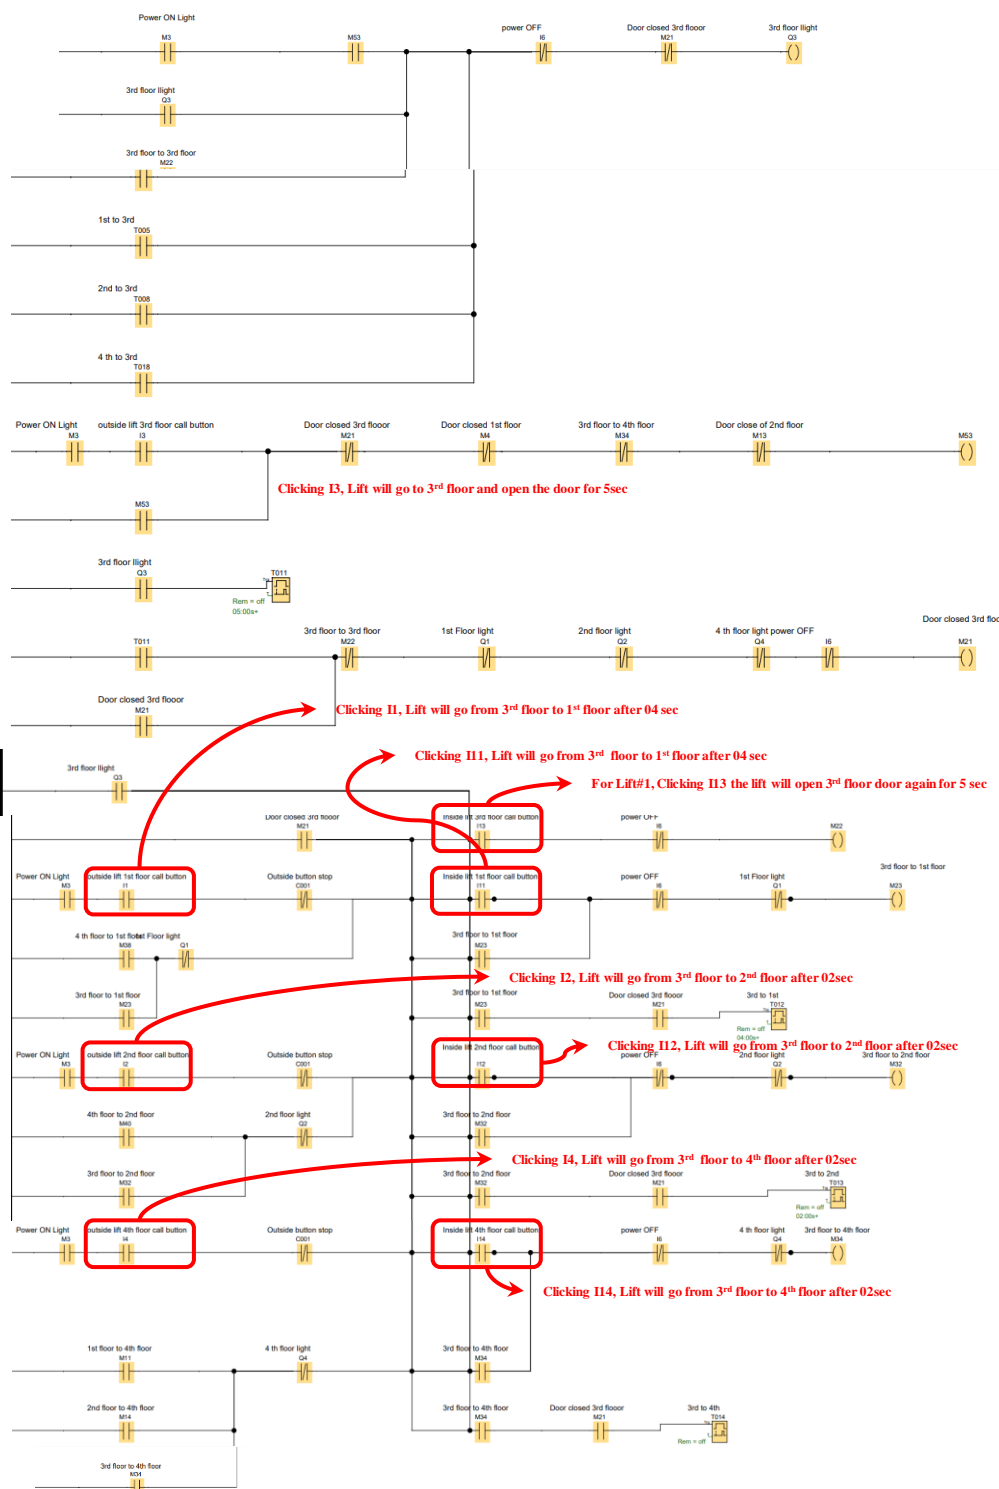 Power ON Light
M3
M53
power OFF
I6
Door closed 3rd flooor
M21
3rd floor llight
Q3
3rd floor llight
Q3
3rd floor to 3rd floor
M22
1st to 3rd
T005
2nd to 3rd
T008
4 th to 3rd
T018
Power ON Light
M3
outside lift 3rd floor call button
I3
Door closed 3rd flooor
M21
Door closed 1st floor
M4
3rd floor to 4th floor
M34
Door close of 2nd floor
M13
M53
Clicking I3, Lift will go to 3rd floor and open the door for 5sec
M53
3rd floor llight
Q3
T011
Rem = off
05:00s+
T011
3rd floor to 3rd floor
M22
1st Floor light
Q1
2nd floor light
Q2
4 th floor light
Q4
power OFF
I6
Door closed 3rd floo
M21
Door closed 3rd flooor
M21
Clicking I1, Lift will go from 3rd floor to 1st floor after 04 sec
Clicking I11, Lift will go from 3rd floor to 1st floor after 04 sec
3rd floor llight
Q3
For Lift#1, Clicking I13 the lift will open 3rd floor door again for 5 sec
Door closed 3rd flooor
M21
Inside lift 3rd floor call button
I13
power OFF
I6
M22
Power ON Light
M3
outside lift 1st floor call button
I1
Outside button stop
C001
Inside lift 1st floor call button
I11
power OFF
I6
1st Floor light
Q1
3rd floor to 1st floor
M23
4 th floor to 1st floor
M38
1st Floor light
Q1
3rd floor to 1st floor
M23
Clicking I2, Lift will go from 3rd floor to 2nd floor after 02sec
3rd floor to 1st floor
M23
3rd floor to 1st floor
M23
Door closed 3rd flooor
M21
3rd to 1st
T012
Rem = off
04:00s+
Clicking I12, Lift will go from 3rd floor to 2nd floor after 02sec
Power ON Light
M3
outside lift 2nd floor call button
I2
Outside button stop
C001
Inside lift 2nd floor call button
I12
power OFF
I6
2nd floor light
Q2
3rd floor to 2nd floor
M32
4th floor to 2nd floor
M40
2nd floor light
Q2
3rd floor to 2nd floor
M32
Clicking I4, Lift will go from 3rd floor to 4th floor after 02sec
3rd floor to 2nd floor
M32
3rd floor to 2nd floor
M32
Door closed 3rd flooor
M21
3rd to 2nd
T013
Rem = off
02:00s+
Power ON Light
M3
outside lift 4th floor call button
I4
Outside button stop
C001
Inside lift 4th floor call button
I14
power OFF
I6
4 th floor light
Q4
3rd floor to 4th floor
M34
Clicking I14, Lift will go from 3rd floor to 4th floor after 02sec
1st floor to 4th floor
M11
4 th floor light
Q4
3rd floor to 4th floor
M34
2nd floor to 4th floor
M14
3rd floor to 4th floor
M34
Door closed 3rd flooor
M21
3rd to 4th
T014
Rem = off
3rd floor to 4th floor
M34